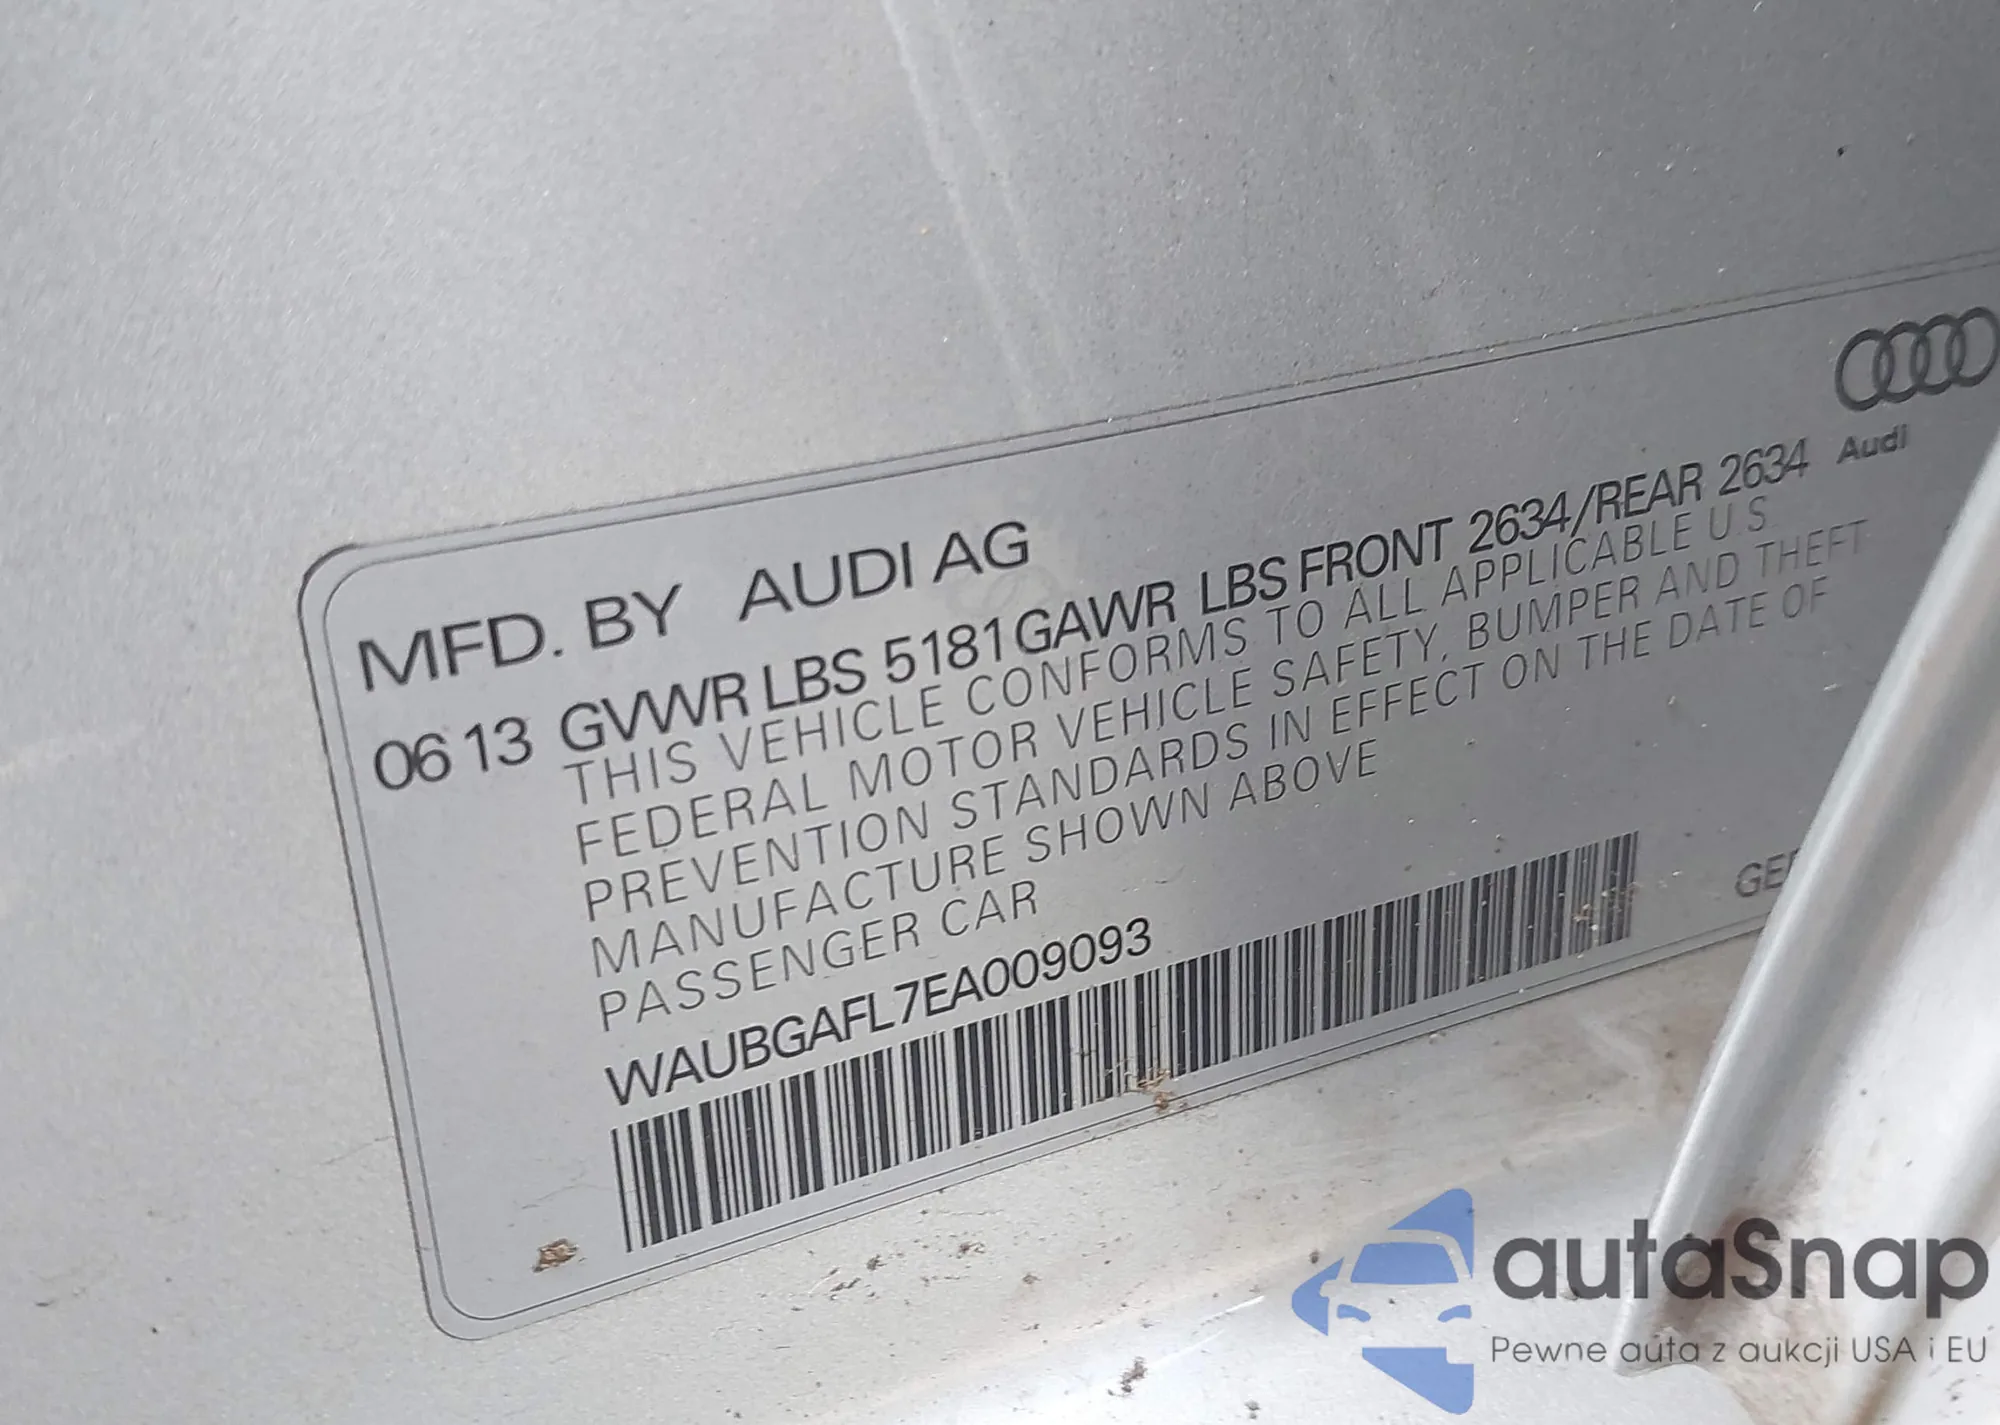 MFD. BY AUDI AG
0613 GVWR LBS 5181 GAWR LBS FRONT 2634/REAR 2634 Audi
THIS VEHICLE CONFORMS TO ALL APPLICABLE U.S
FEDERAL MOTOR VEHICLE SAFETY, BUMPER AND THEFT
PREVENTION STANDARDS IN EFFECT ON THE DATE OF
MANUFACTURE SHOWN ABOVE
PASSENGER CAR
WAUBGAFL7EA009093
autaSnap
Pewne auta z aukcji USA i EU